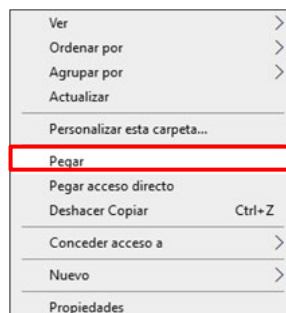 Ver
Ordenar por
Agrupar por
Actualizar
Personalizar esta carpeta...
Pegar
Pegar acceso directo
Deshacer Copiar Ctrl+Z
Conceder acceso a
Nuevo
Propiedades